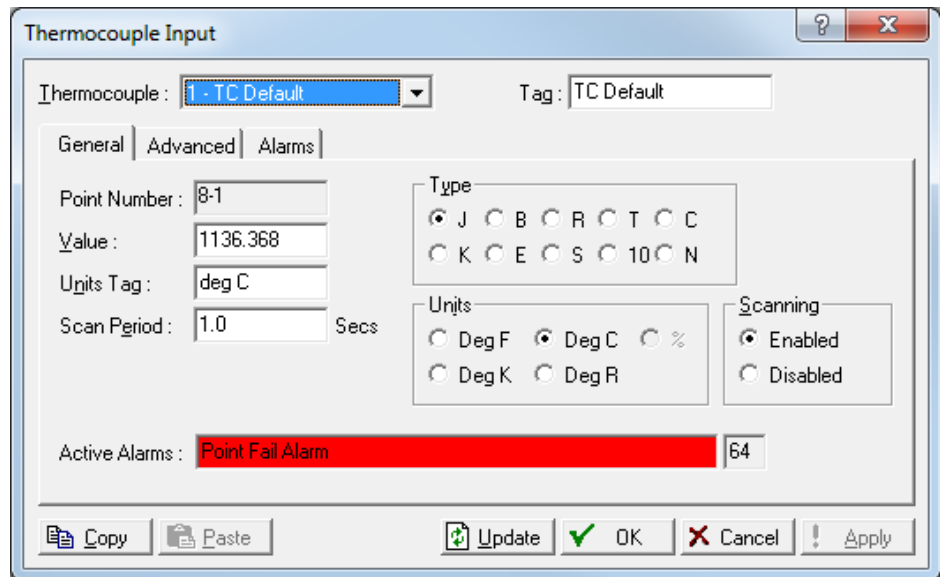 Thermocouple Input
Thermocouple : 1 - TC Default Tag : TC Default
General Advanced Alarms
Point Number : 8-1
Value : 1136.368
Units Tag : deg C
Scan Period : 1.0 Secs
Type
J B R T C
K E S 10 N
Units
Deg F Deg C %
Deg K Deg R
Scanning
Enabled
Disabled
Active Alarms : Point Fail Alarm 64
Copy Paste Update OK Cancel Apply